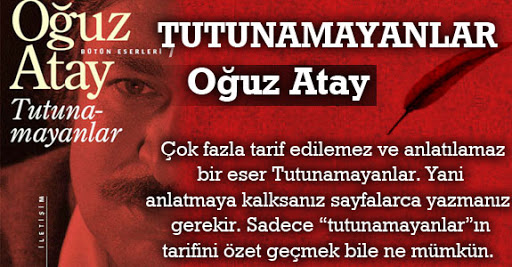 Oğuz
BÜTÜN ESERLERİ
Atay
Tutuna-
mayanlar
İLETİŞİM
TUTUNAMAYANLAR
Oğuz Atay
Çok fazla tarif edilemez ve anlatılamaz
bir eser Tutunamayanlar. Yani
anlatmaya kalksanız sayfalarca yazmanız
gerekir. Sadece “tutunamayanlar”ın
tarifini özet geçmek bile ne mümkün.